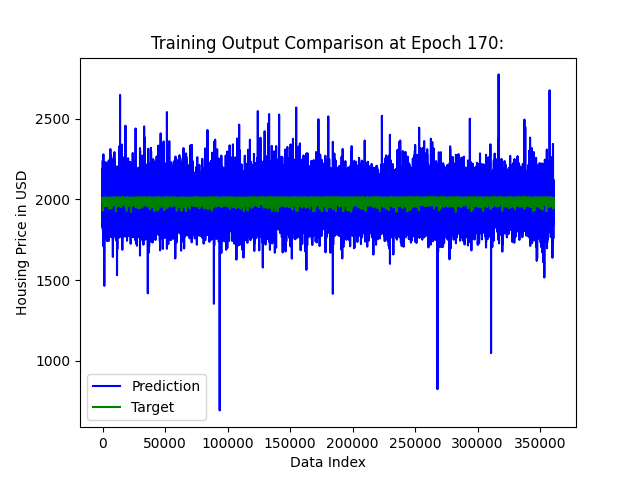 Training Output Comparison at Epoch 170:
Housing Price in USD
2500
2000
1500
1000
Prediction
Target
0 50000 100000 150000 200000 250000 300000 350000
Data Index